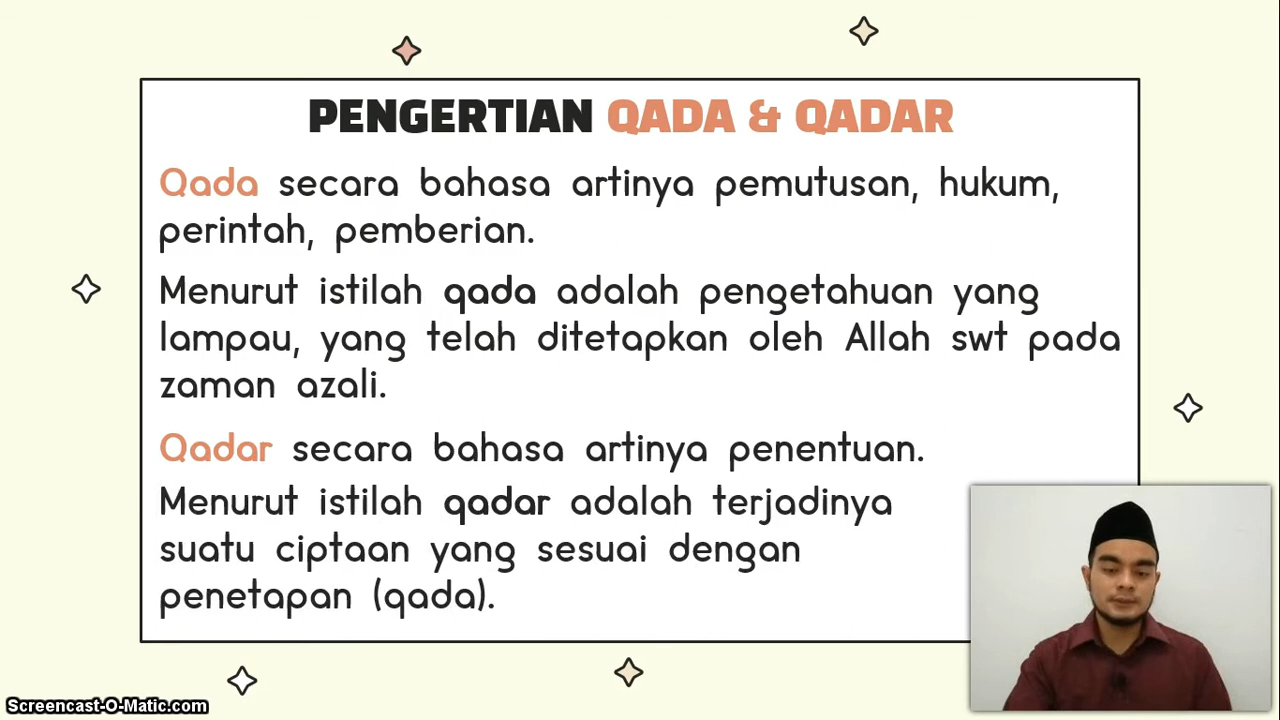 PENGERTIAN QADA & QADAR
Qada secara bahasa artinya pemutusan, hukum,
perintah, pemberian.
Menurut istilah qada adalah pengetahuan yang
lampau, yang telah ditetapkan oleh Allah swt pada
zaman azali.
Qadar secara bahasa artinya penentuan.
Menurut istilah qadar adalah terjadinya
suatu ciptaan yang sesuai dengan
penetapan (qada).
Screencast-O-Matic.com